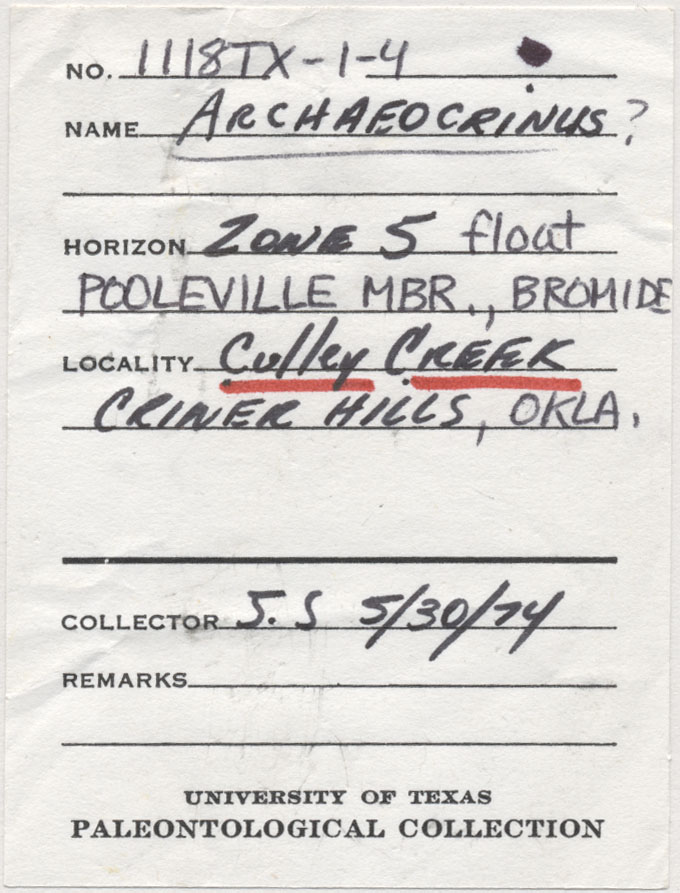 NO. 1118TX-1-4
NAME ARCHAEOCRINUS?
HORIZON ZONE 5 float
POOLEVILLE MBR., BROMIDE
LOCALITY Culley CREEK
CRINER HILLS, OKLA.
COLLECTOR J.S 5/30/74
REMARKS
UNIVERSITY OF TEXAS
PALEONTOLOGICAL COLLECTION